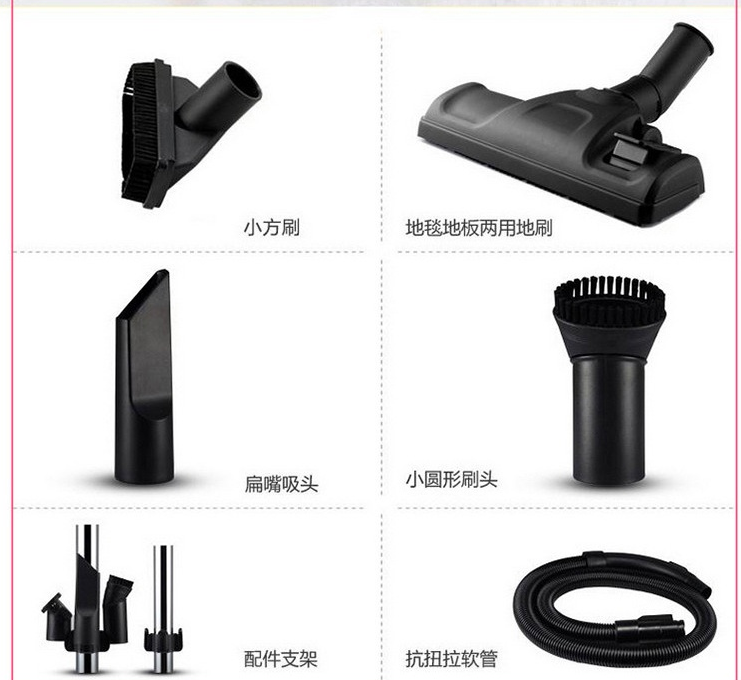 小方刷
地毯地板两用地刷
扁嘴吸头
小圆形刷头
配件支架
抗扭拉软管